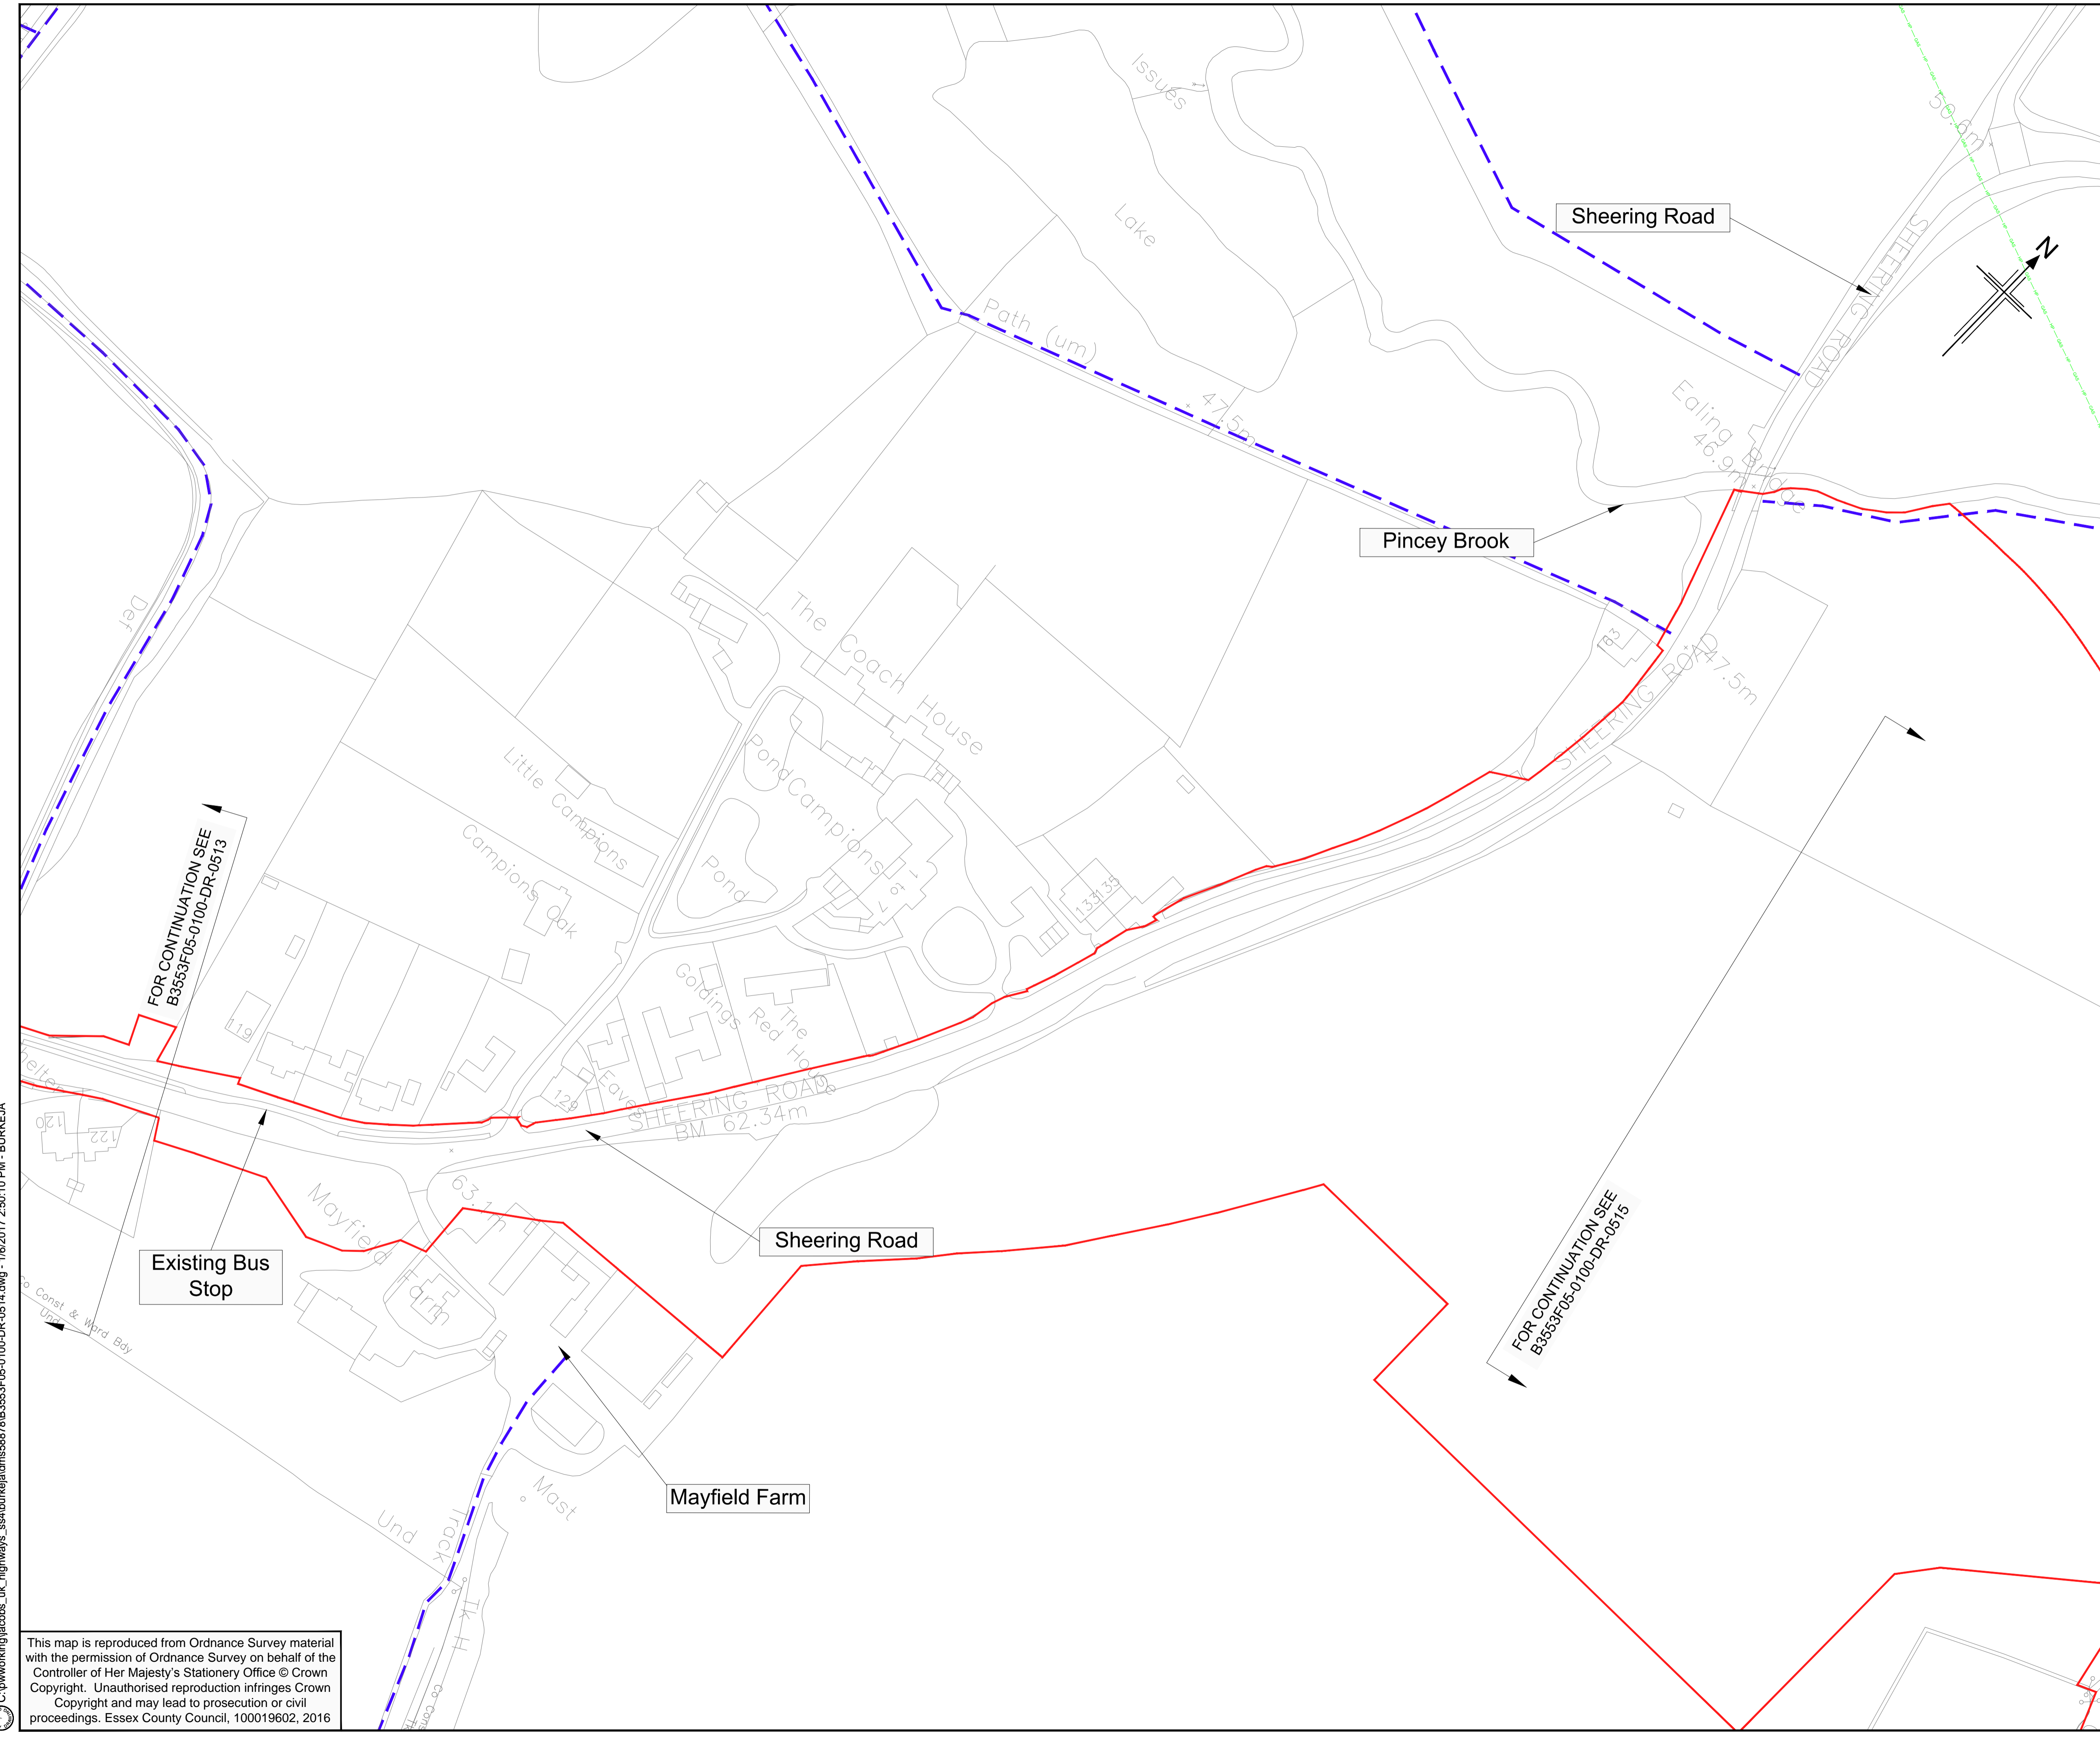 Issues
50.6m
Sheering Road
Lake
SHEERING ROAD
N
Path (um)
47.5m
Ealing Bridge
46.9m
Pincey Brook
Def
The Coach House
163
47.5m
SHEERING ROAD
Little Campions
Pond
Campions
Campions Oak
Pond
133
135
FOR CONTINUATION SEE
B3553F05-0100-DR-0513
119
Goldings
The
Red House
Eaves
129
SHEERING ROAD
BM 62.34m
120
122
Mayfield Farm
63.1m
Sheering Road
Existing Bus
Stop
FOR CONTINUATION SEE
B3553F05-0100-DR-0515
Co Const & Ward Bdy
Und
Mayfield Farm
Mast
Und
Track
Tk H
This map is reproduced from Ordnance Survey material
with the permission of Ordnance Survey on behalf of the
Controller of Her Majesty's Stationery Office © Crown
Copyright. Unauthorised reproduction infringes Crown
Copyright and may lead to prosecution or civil
proceedings. Essex County Council, 100019602, 2016